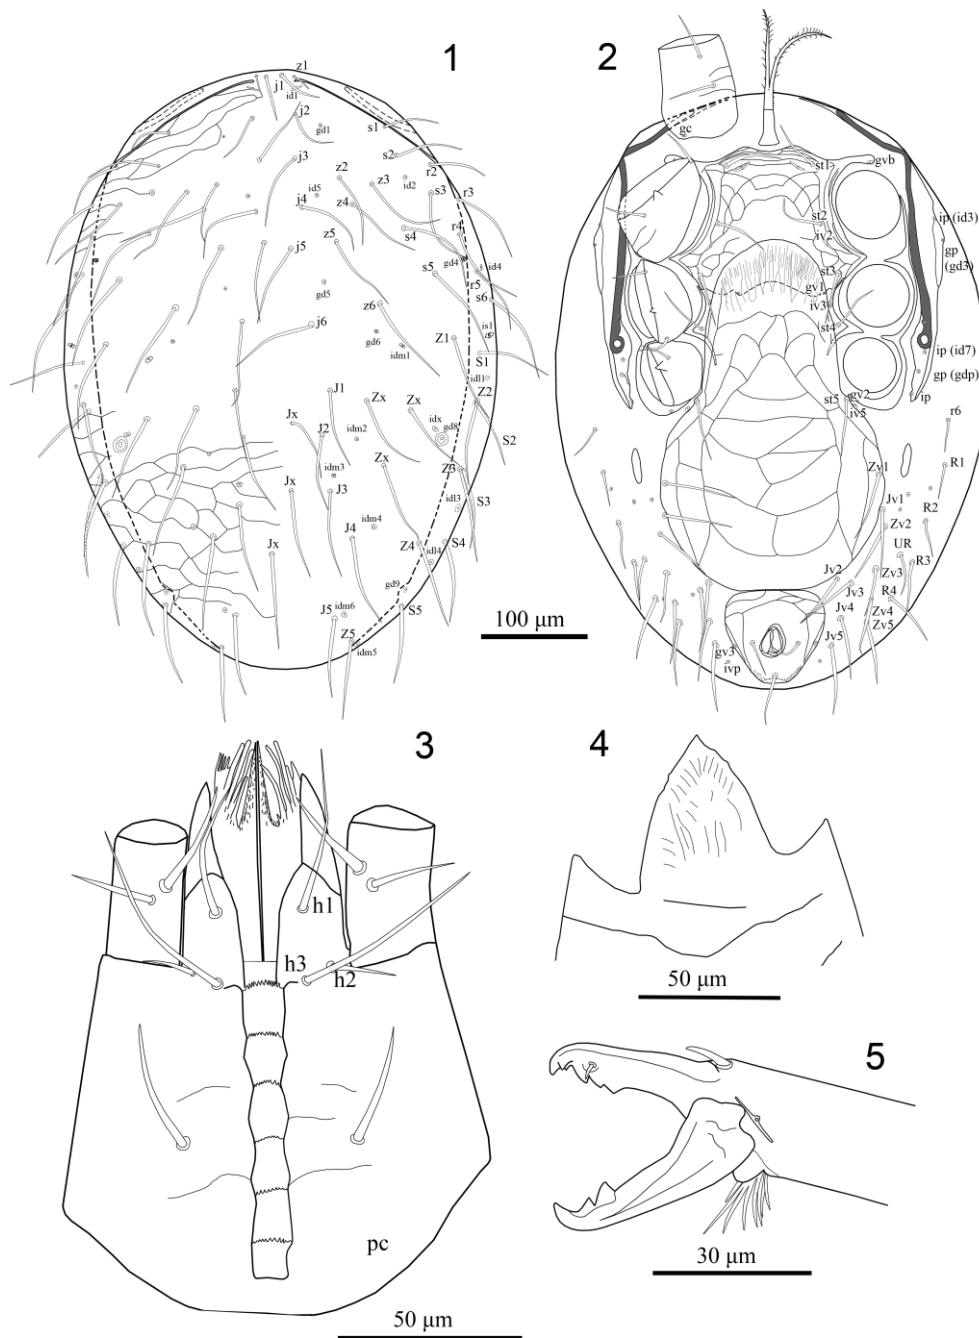 1
z1
j1
id1
j2
gd1
s1
s2
r2
j3
z2
z3
id2
id5
s3
r3
j4
z4
s4
r4
z5
j5
gd4
id4
s5
r5
s6
gd5
z6
is1
j6
gd6
idm1
Z1
S1
idl1
J1
Zx
Zx
Z2
Jx
J2
idm2
idx
gd8
S2
Zx
Z3
idm3
Jx
J3
idl3
S3
J4
idm4
Jx
Z4
idl4
S4
gd9
J5
idm6
S5
Z5
idm5
100 µm
2
gc
st1
gvb
st2
iv2
ip (id3)
gp
(gd3)
st3
gv1
iv3
st4
ip (id7)
gp (gdp)
st5
gv2
iv5
ip
r6
Zv1
R1
Jv1
R2
Zv2
UR
R3
Jv2
Zv3
Jv3
R4
Jv4
Zv4
Zv5
Jv5
gv3
ivp
3
h1
h3
h2
pc
50 µm
4
50 µm
5
30 µm